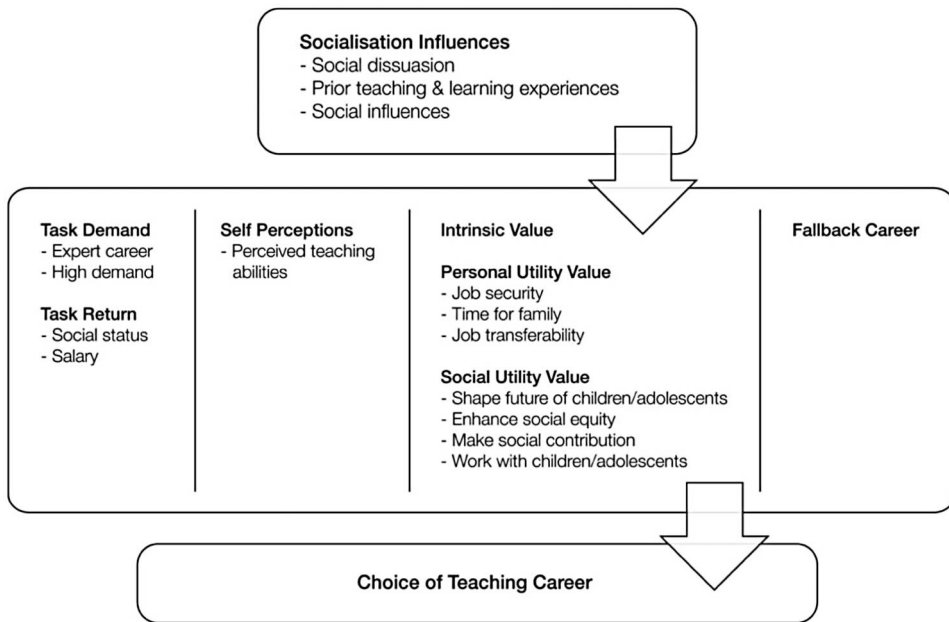 Socialisation Influences
- Social dissuasion
- Prior teaching & learning experiences
- Social influences
Task Demand
- Expert career
- High demand
Task Return
- Social status
- Salary
Self Perceptions
- Perceived teaching
abilities
Intrinsic Value
Personal Utility Value
- Job security
- Time for family
- Job transferability
Social Utility Value
- Shape future of children/adolescents
- Enhance social equity
- Make social contribution
- Work with children/adolescents
Fallback Career
Choice of Teaching Career